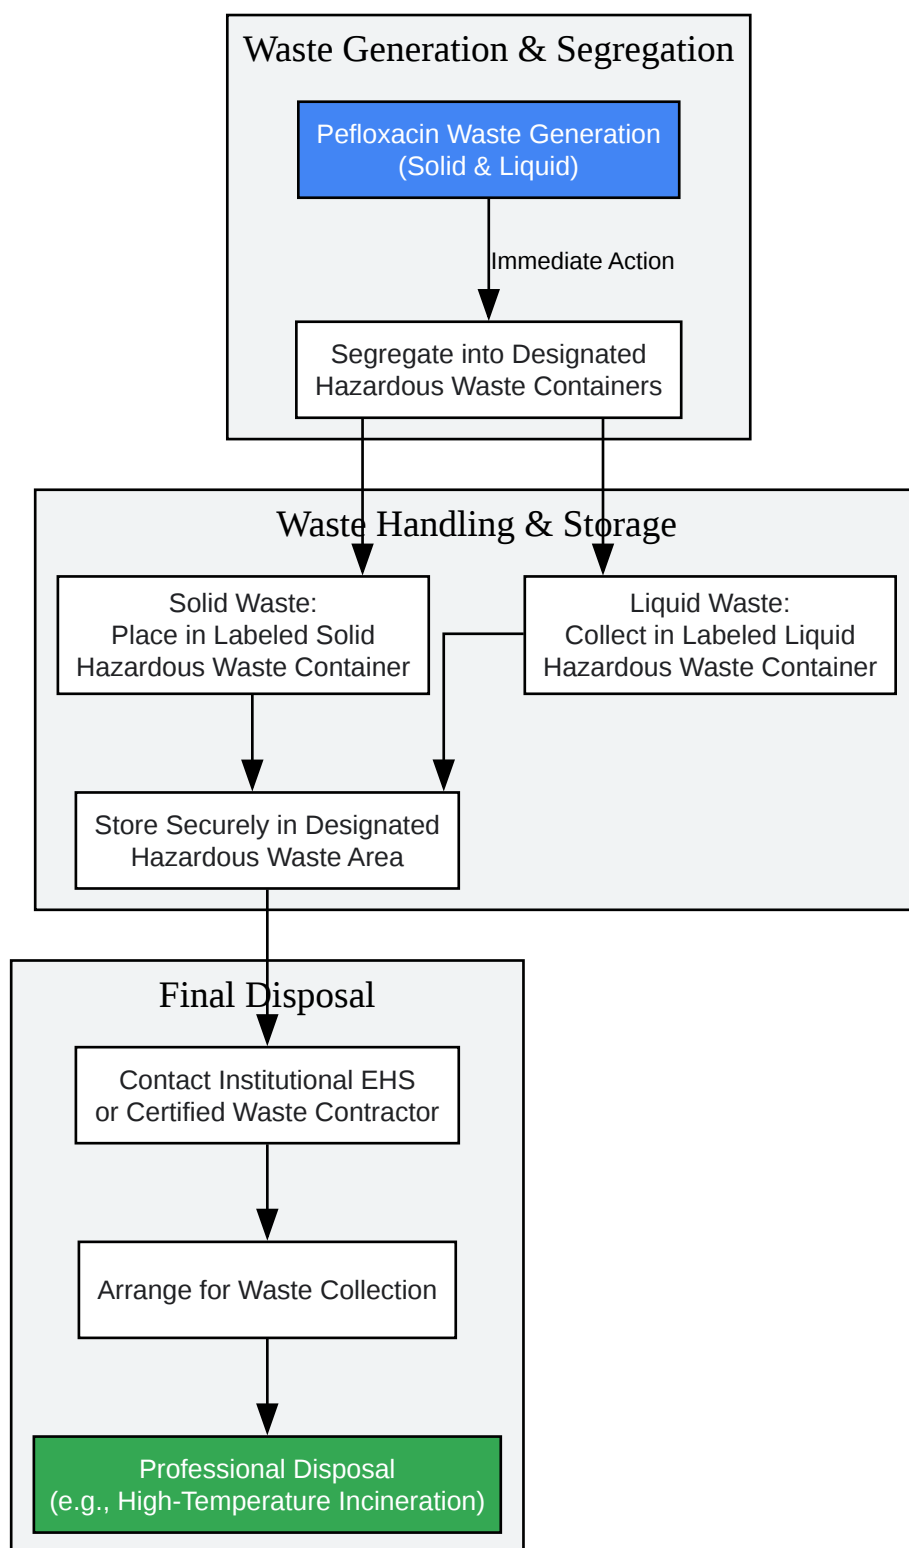 Waste Generation & Segregation
Pefloxacin Waste Generation
(Solid & Liquid)
Immediate Action
Segregate into Designated
Hazardous Waste Containers
Waste Handling & Storage
Solid Waste:
Place in Labeled Solid
Hazardous Waste Container
Liquid Waste:
Collect in Labeled Liquid
Hazardous Waste Container
Store Securely in Designated
Hazardous Waste Area
Final Disposal
Contact Institutional EHS
or Certified Waste Contractor
Arrange for Waste Collection
Professional Disposal
(e.g., High-Temperature Incineration)